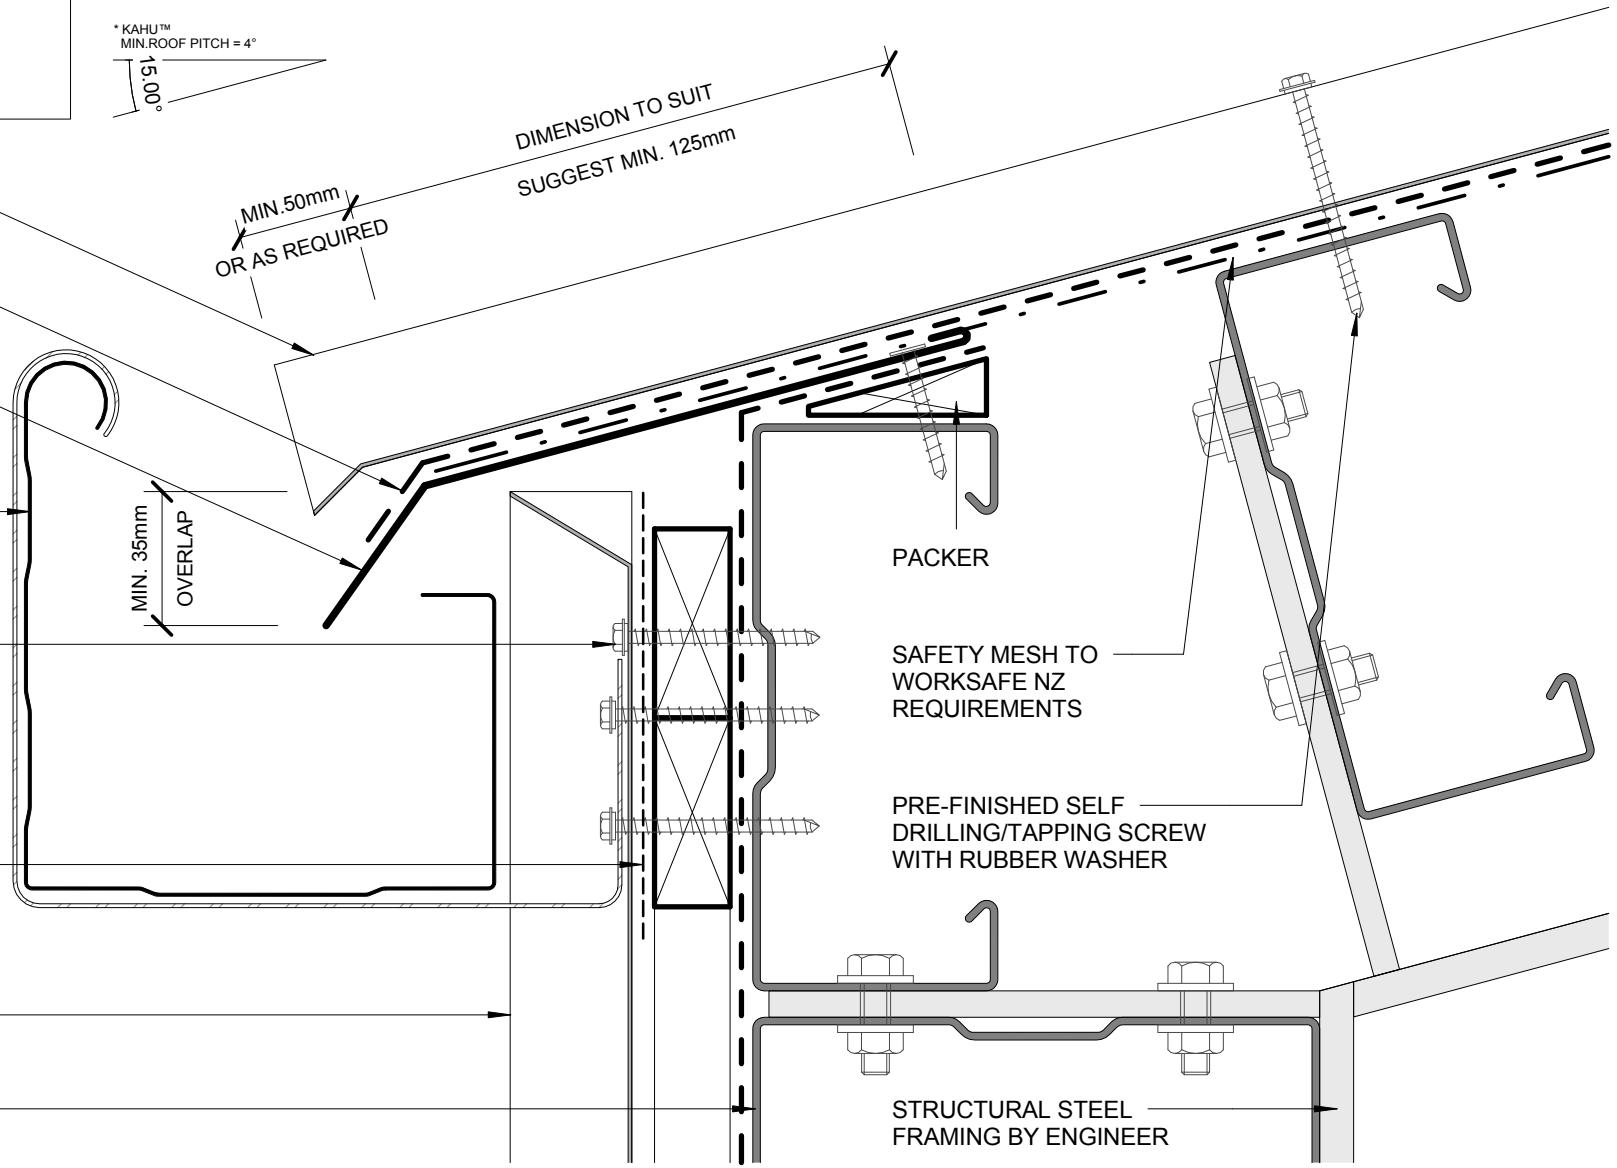 * KAHU™
MIN.ROOF PITCH = 4°
15.00°
DIMENSION TO SUIT
SUGGEST MIN. 125mm
MIN.50mm
OR AS REQUIRED
MIN. 35mm
OVERLAP
PACKER
SAFETY MESH TO
WORKSAFE NZ
REQUIREMENTS
PRE-FINISHED SELF
DRILLING/TAPPING SCREW
WITH RUBBER WASHER
STRUCTURAL STEEL
FRAMING BY ENGINEER